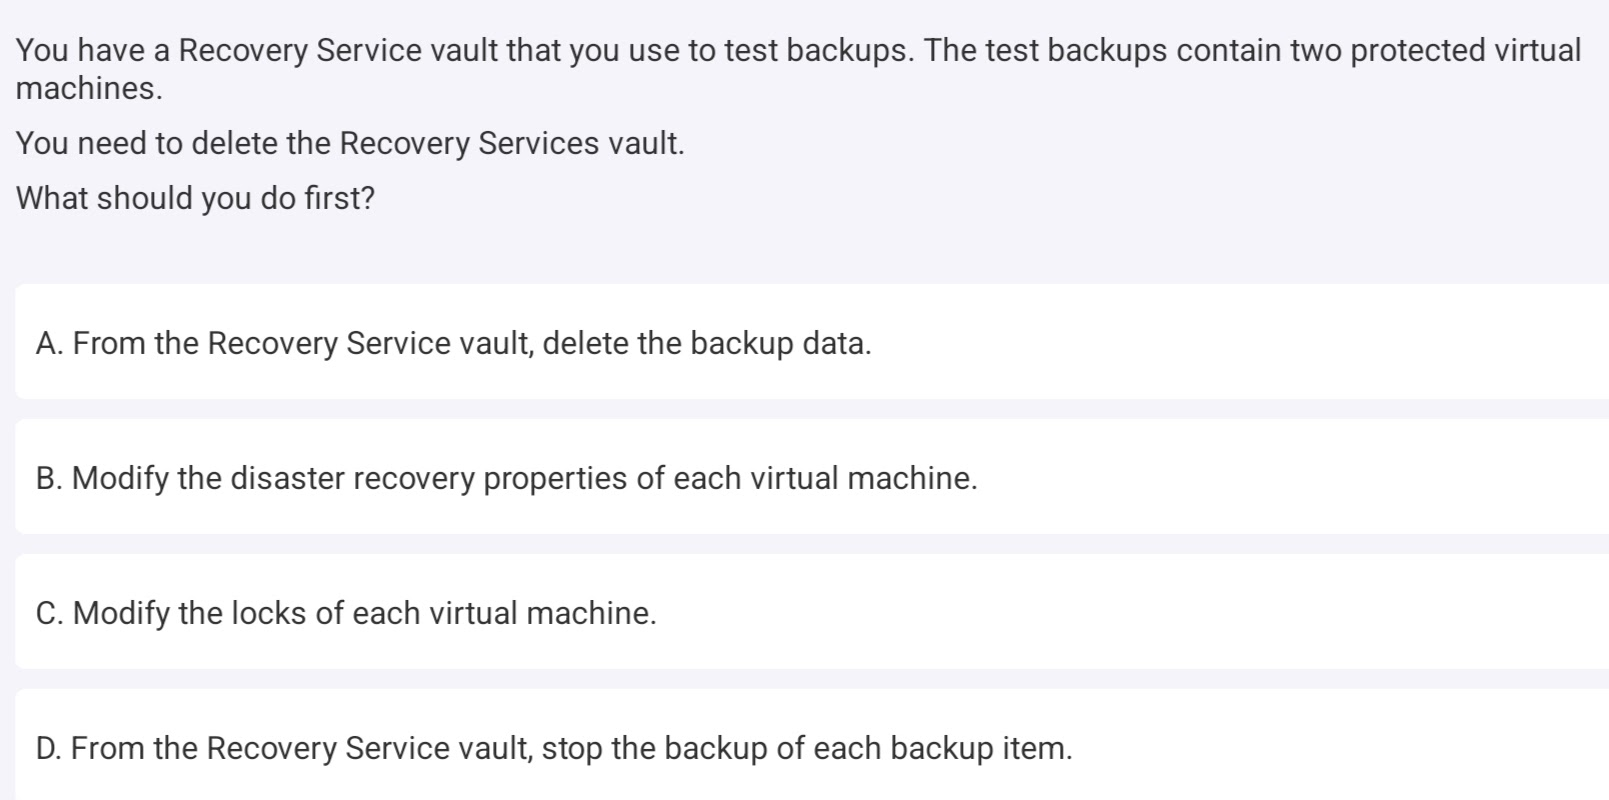 You have a Recovery Service vault that you use to test backups. The test backups contain two protected virtual
machines.
You need to delete the Recovery Services vault.
What should you do first?
A. From the Recovery Service vault, delete the backup data.
B. Modify the disaster recovery properties of each virtual machine.
C. Modify the locks of each virtual machine.
D. From the Recovery Service vault, stop the backup of each backup item.